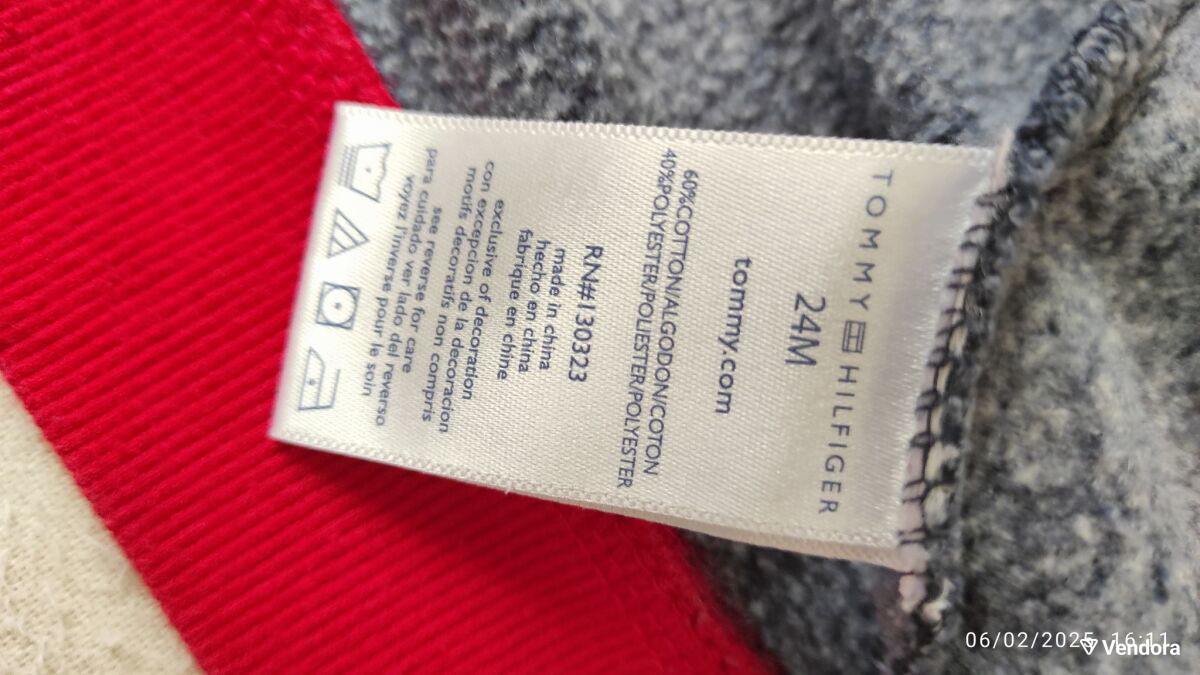 TOMMY HILFIGER
24M
tommy.com
60%COTTON/ALGODON/COTON
40%POLYESTER/POLIESTER/POLYESTER
RN#130323
made in china
hecho en china
fabrique en chine
exclusive of decoration
con excepcion de la decoracion
motifs decoratifs non compris
see reverse for care
para cuidado ver lado del reverso
voyez l'inverse pour le soin
06/02/2025 16:11
Vendora